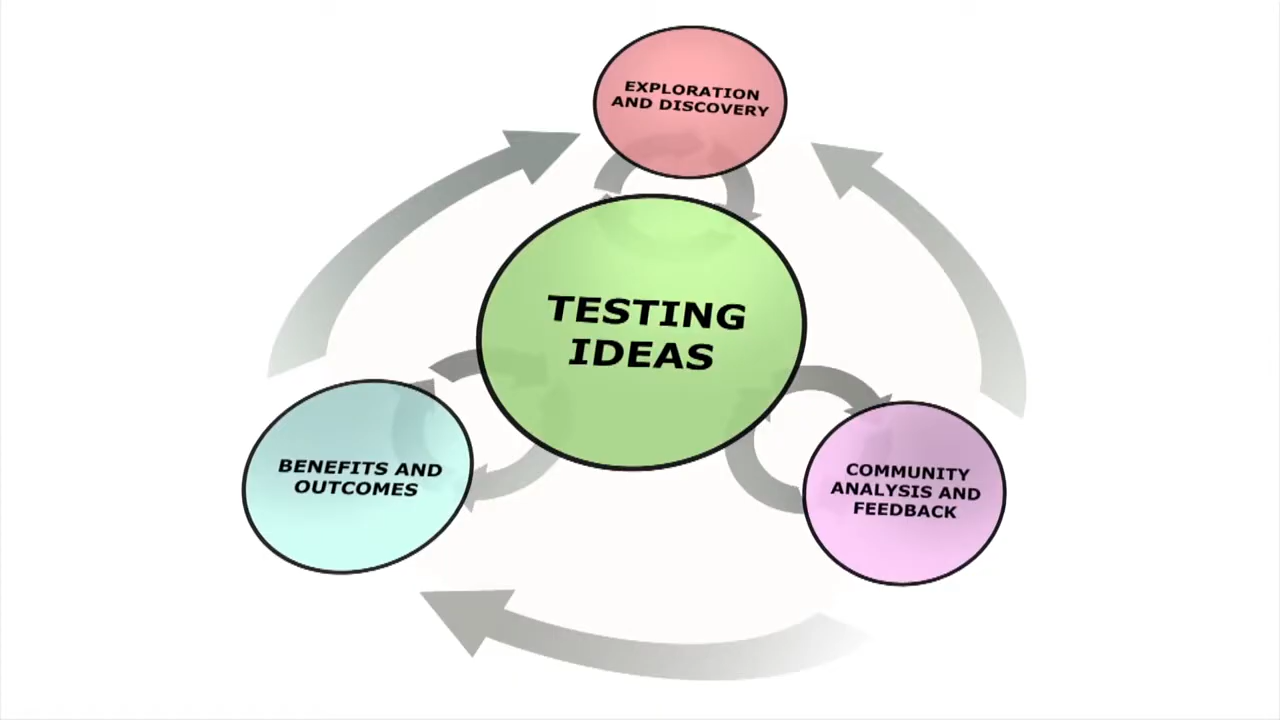 EXPLORATION
AND DISCOVERY
TESTING
IDEAS
BENEFITS AND
OUTCOMES
COMMUNITY
ANALYSIS AND
FEEDBACK